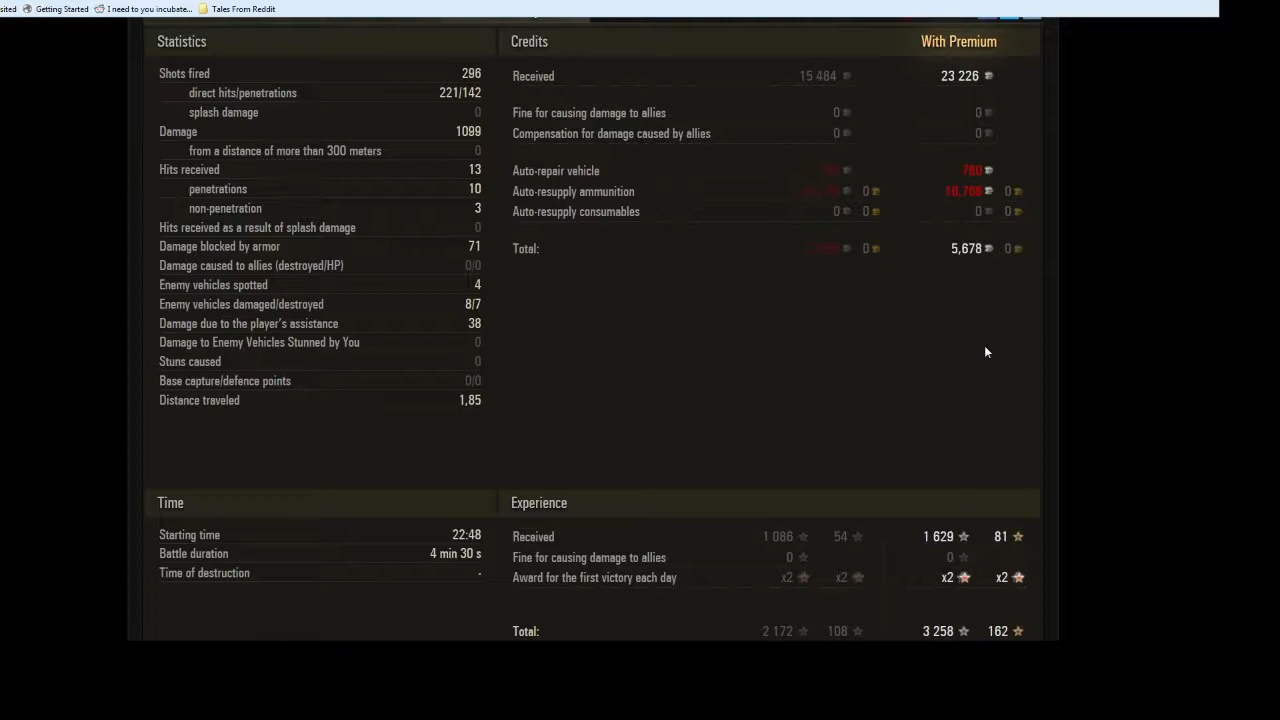 sited Getting Started I need to you incubate... Tales From Reddit
Statistics
Shots fired 296
direct hits/penetrations 221/142
splash damage 0
Damage 1099
from a distance of more than 300 meters 0
Hits received 13
penetrations 10
non-penetration 3
Hits received as a result of splash damage 0
Damage blocked by armor 71
Damage caused to allies (destroyed/HP) 0/0
Enemy vehicles spotted 4
Enemy vehicles damaged/destroyed 8/7
Damage due to the player's assistance 38
Damage to Enemy Vehicles Stunned by You 0
Stuns caused 0
Base capture/defence points 0/0
Distance traveled 1,85
Credits With Premium
Received 15 484 23 226
Fine for causing damage to allies 0 0
Compensation for damage caused by allies 0 0
Auto-repair vehicle 780
Auto-resupply ammunition 0 0
Auto-resupply consumables 0 0 0 0
Total: 0 5,678 0
Time
Starting time 22:48
Battle duration 4 min 30 s
Time of destruction -
Experience
Received 1 086 54 1 629 81
Fine for causing damage to allies 0 0
Award for the first victory each day x2 x2 x2 x2
Total: 2 172 108 3 258 162